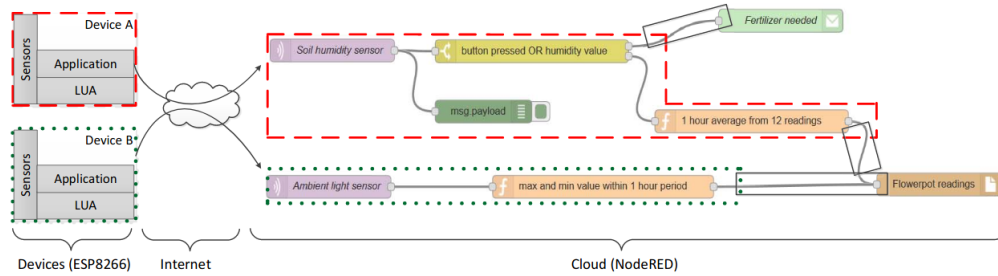 Device A
Sensors
Application
LUA
Device B
Sensors
Application
LUA
Soil humidity sensor
button pressed OR humidity value
Fertilizer needed
msg.payload
1 hour average from 12 readings
Ambient light sensor
max and min value within 1 hour period
Flowerpot readings
Devices (ESP8266)
Internet
Cloud (NodeRED)